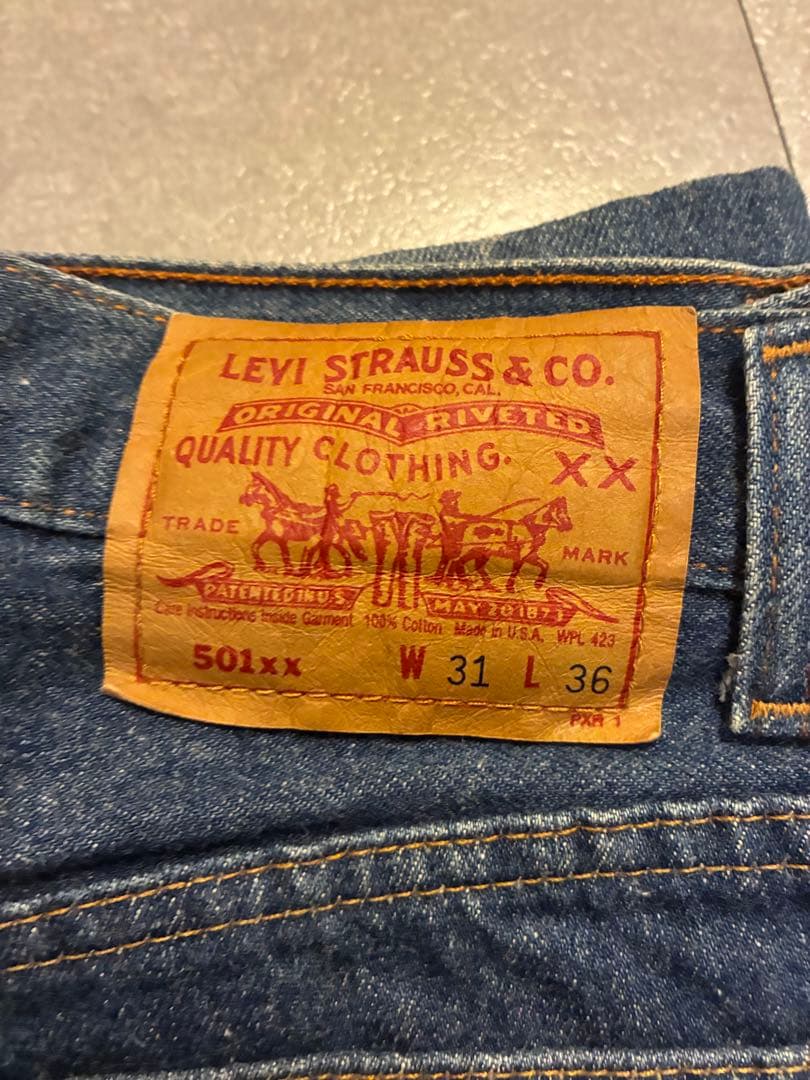 LEVI STRAUSS & CO.
SAN FRANCISCO, CAL.
ORIGINAL RIVETED
QUALITY CLOTHING. XX
TRADE MARK
PATENTED IN U.S. MAY 20 1873
Care Instructions Inside Garment 100% Cotton Made in U.S.A. WPL 423
501xx W 31 L 36
PXR 1